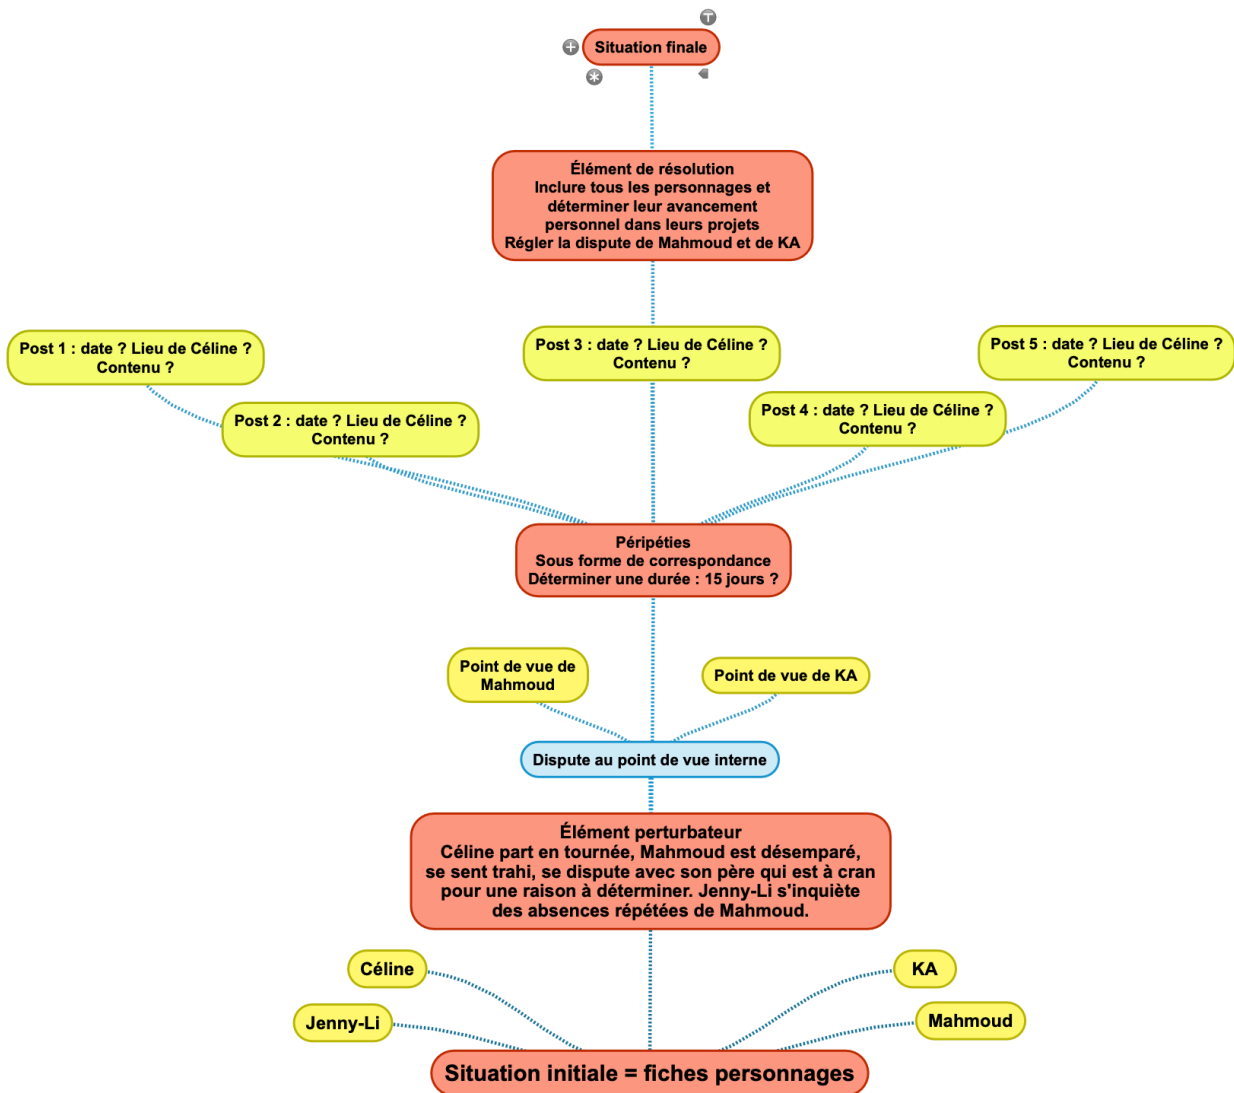 Situation finale
Élément de résolution
Inclure tous les personnages et
déterminer leur avancement
personnel dans leurs projets
Régler la dispute de Mahmoud et de KA
Post 1 : date ? Lieu de Céline ?
Contenu ?
Post 2 : date ? Lieu de Céline ?
Contenu ?
Post 3 : date ? Lieu de Céline ?
Contenu ?
Post 4 : date ? Lieu de Céline ?
Contenu ?
Post 5 : date ? Lieu de Céline ?
Contenu ?
Péripéties
Sous forme de correspondance
Déterminer une durée : 15 jours ?
Point de vue de
Mahmoud
Point de vue de KA
Dispute au point de vue interne
Élément perturbateur
Céline part en tournée, Mahmoud est désemparé,
se sent trahi, se dispute avec son père qui est à cran
pour une raison à déterminer. Jenny-Li s'inquiète
des absences répétées de Mahmoud.
Céline
KA
Jenny-Li
Mahmoud
Situation initiale = fiches personnages